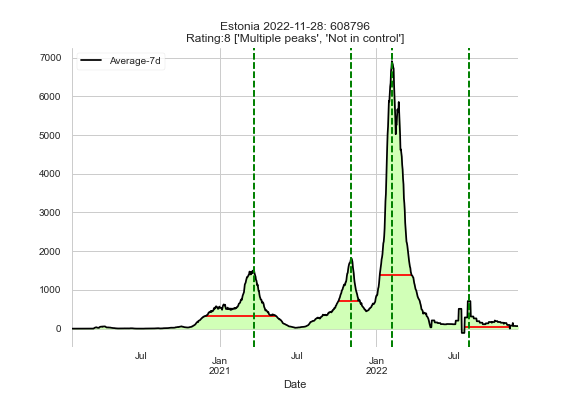 Estonia 2022-11-28: 608796
Rating:8 ['Multiple peaks', 'Not in control']
Average-7d
7000
6000
5000
4000
3000
2000
1000
0
Jul
Jan
2021
Jul
Jan
2022
Jul
Date